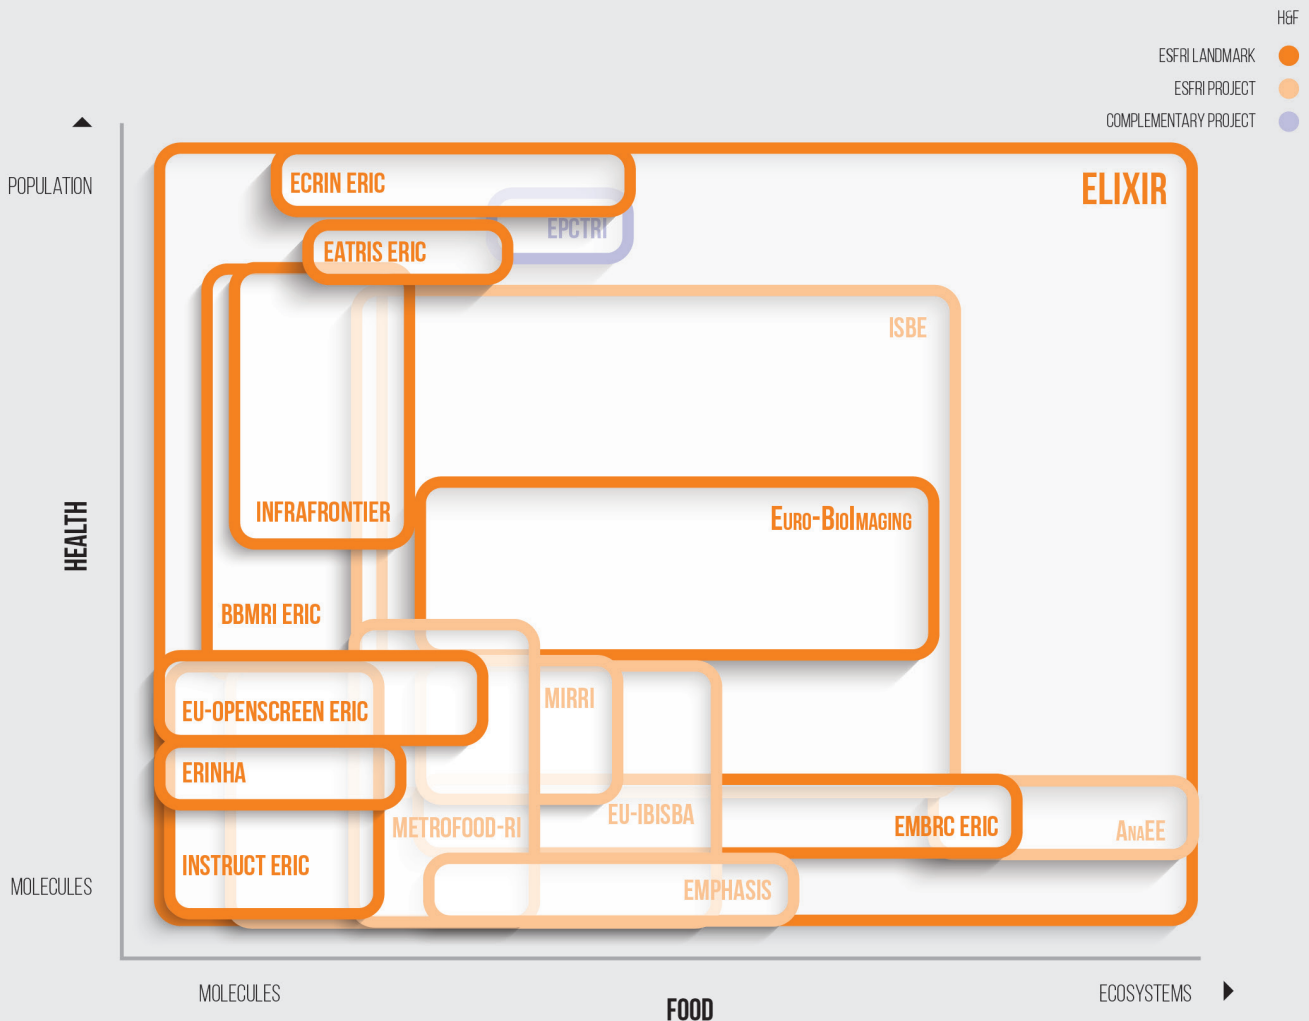 H&F
ESFRI LANDMARK
ESFRI PROJECT
COMPLEMENTARY PROJECT
POPULATION
ECRIN ERIC
ELIXIR
EPCTRI
EATRIS ERIC
ISBE
INFRAFRONTIER
Euro-BioImaging
HEALTH
BBMRI ERIC
MIRRI
EU-OPENSCREEN ERIC
ERINHA
EU-IBISBA
METROFOOD-RI
EMBRC ERIC
AnaEE
INSTRUCT ERIC
MOLECULES
EMPHASIS
MOLECULES
ECOSYSTEMS
FOOD